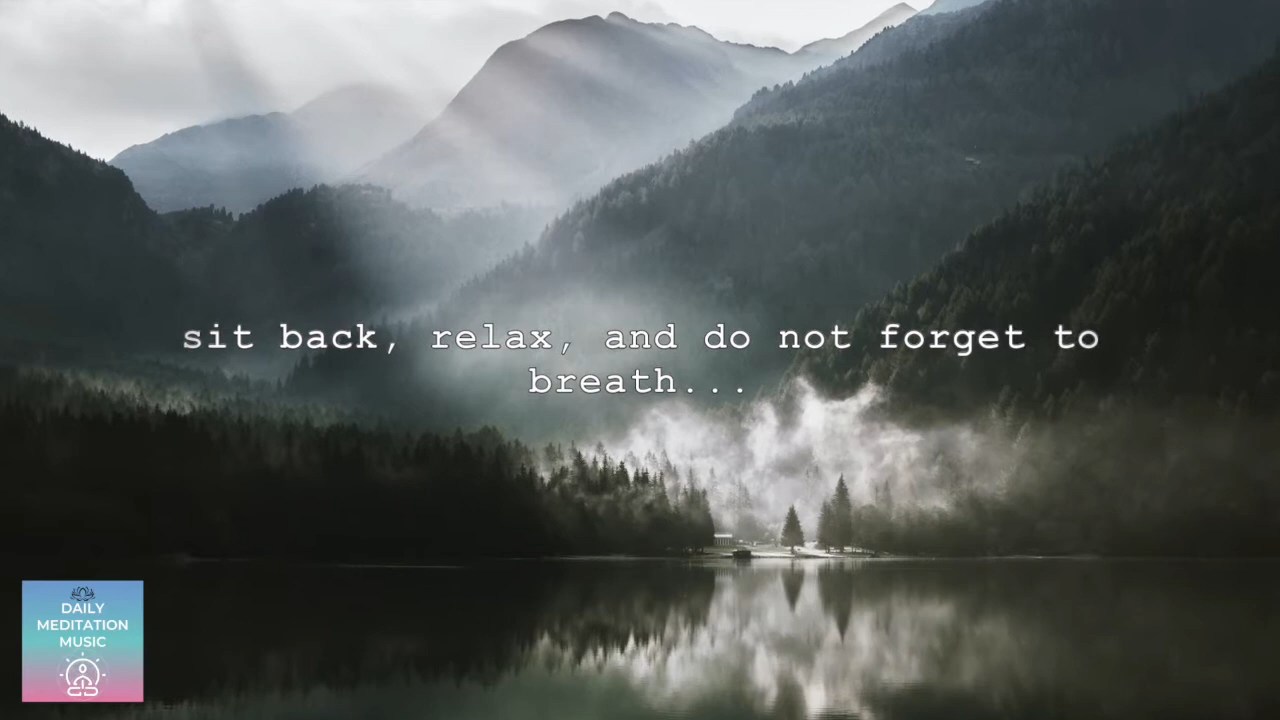 sit back, relax, and do not forget to
breath...
DAILY
MEDITATION
MUSIC